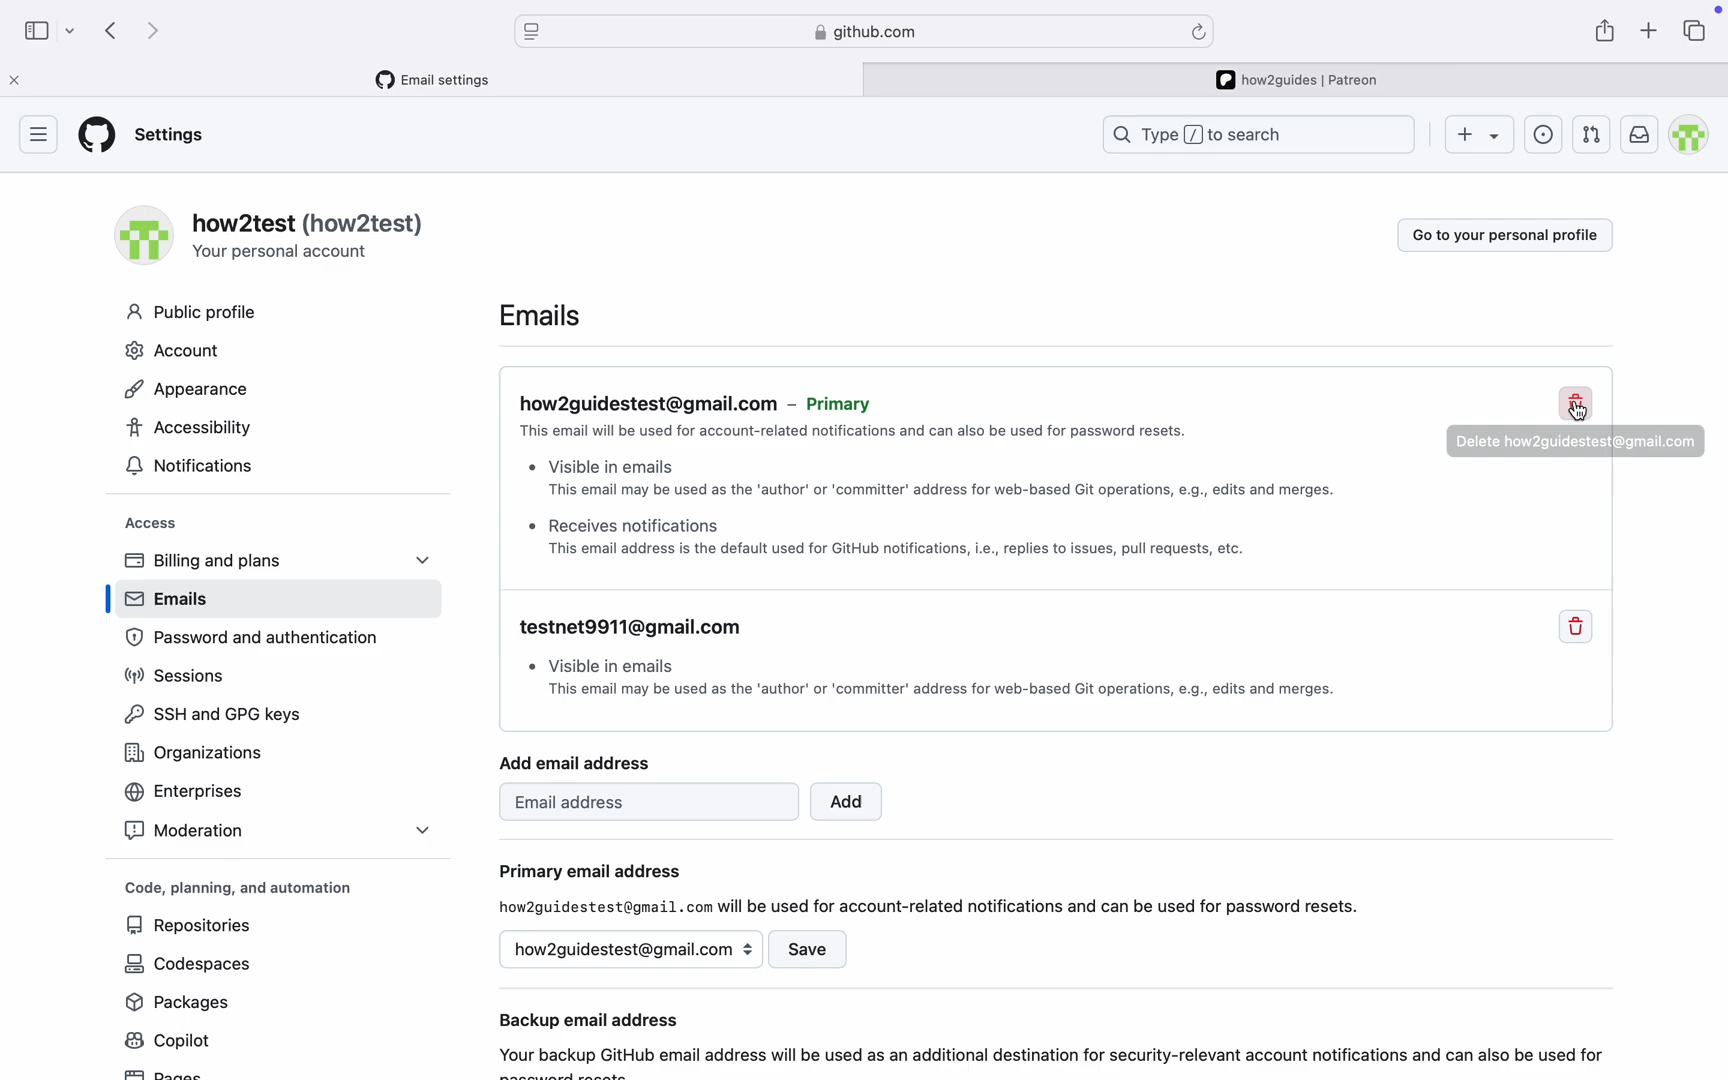 github.com
Email settings
how2guides | Patreon
Settings
Type / to search
how2test (how2test)
Your personal account
Go to your personal profile
Public profile
Account
Appearance
Accessibility
Notifications
Access
Billing and plans
Emails
Password and authentication
Sessions
SSH and GPG keys
Organizations
Enterprises
Moderation
Code, planning, and automation
Repositories
Codespaces
Packages
Copilot
Pages
Emails
how2guidestest@gmail.com – Primary
This email will be used for account-related notifications and can also be used for password resets.
Delete how2guidestest@gmail.com
• Visible in emails
This email may be used as the 'author' or 'committer' address for web-based Git operations, e.g., edits and merges.
• Receives notifications
This email address is the default used for GitHub notifications, i.e., replies to issues, pull requests, etc.
testnet9911@gmail.com
• Visible in emails
This email may be used as the 'author' or 'committer' address for web-based Git operations, e.g., edits and merges.
Add email address
Email address
Add
Primary email address
how2guidestest@gmail.com will be used for account-related notifications and can be used for password resets.
how2guidestest@gmail.com
Save
Backup email address
Your backup GitHub email address will be used as an additional destination for security-relevant account notifications and can also be used for
password resets.